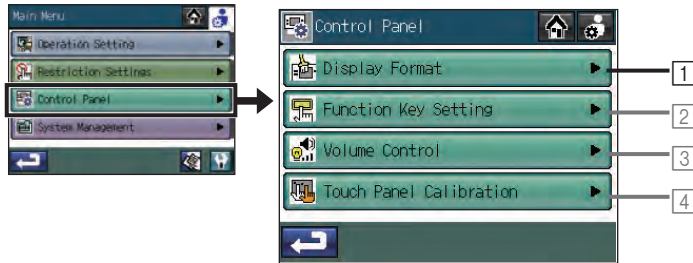 Main Menu
Operation Setting
Restriction Settings
Control Panel
System Management
Control Panel
Display Format
Function Key Setting
Volume Control
Touch Panel Calibration
1
2
3
4